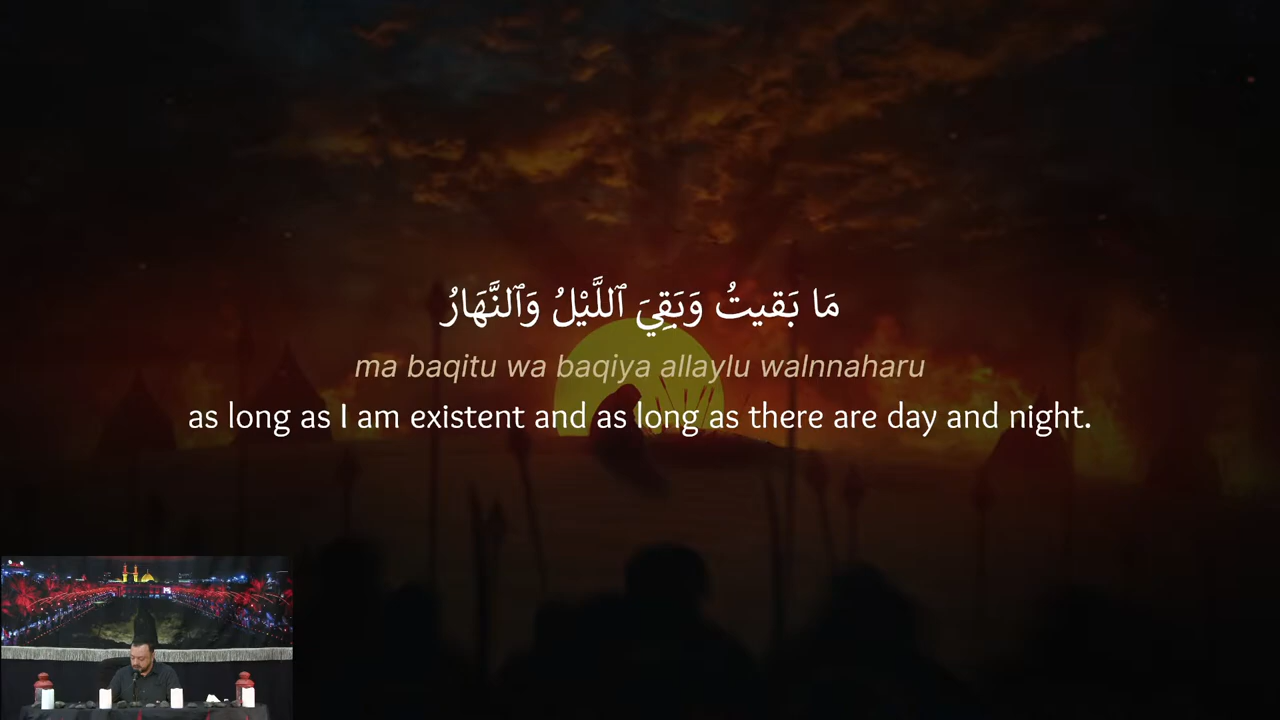 مَا بَقيتُ وَبَقِيَ ٱللَّيْلُ وَٱلنَّهَارُ
ma baqitu wa baqiya allaylu walnnaharu
as long as I am existent and as long as there are day and night.